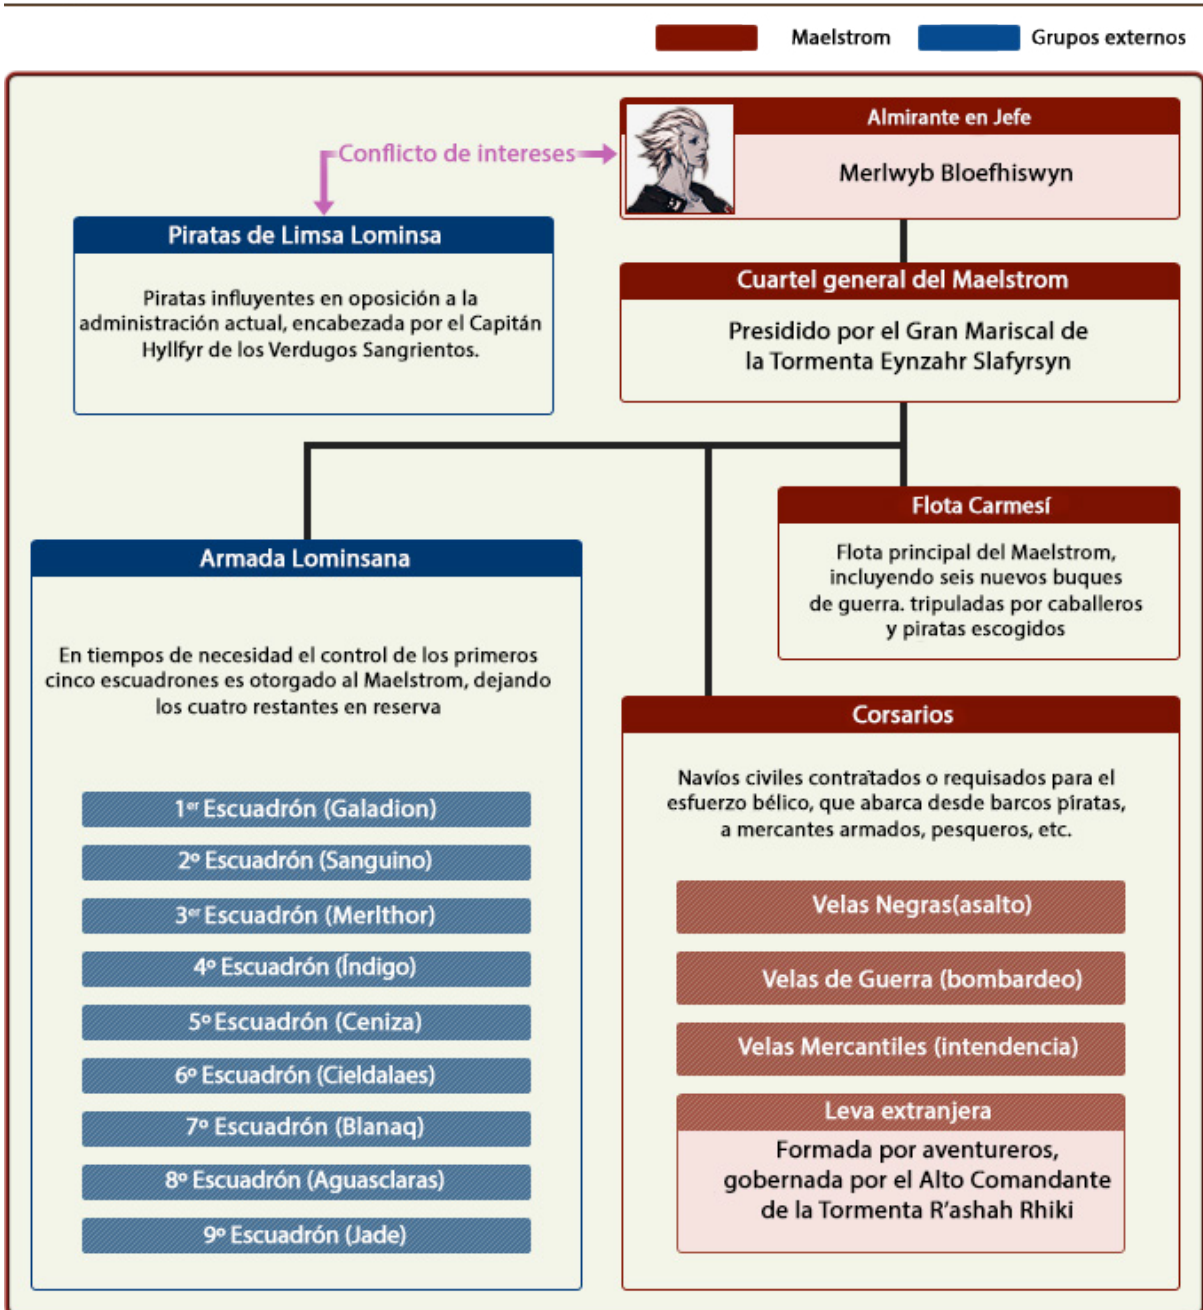 Maelstrom
Grupos externos
Almirante en Jefe
Merlwyb Bloefhiswyn
Conflicto de intereses
Piratas de Limsa Lominsa
Piratas influyentes en oposición a la
administración actual, encabezada por el Capitán
Hyllfyr de los Verdugos Sangrientos.
Cuartel general del Maelstrom
Presidido por el Gran Mariscal de
la Tormenta Eynzahr Slafyrsyn
Flota Carmesí
Flota principal del Maelstrom,
incluyendo seis nuevos buques
de guerra. tripuladas por caballeros
y piratas escogidos
Armada Lominsana
En tiempos de necesidad el control de los primeros
cinco escuadrones es otorgado al Maelstrom, dejando
los cuatro restantes en reserva
1er Escuadrón (Galadion)
2º Escuadrón (Sanguino)
3er Escuadrón (Merlthor)
4º Escuadrón (Índigo)
5º Escuadrón (Ceniza)
6º Escuadrón (Cieldalaes)
7º Escuadrón (Blanaq)
8º Escuadrón (Aguasclaras)
9º Escuadrón (Jade)
Corsarios
Navíos civiles contratados o requisados para el
esfuerzo bélico, que abarca desde barcos piratas,
a mercantes armados, pesqueros, etc.
Velas Negras(asalto)
Velas de Guerra (bombardeo)
Velas Mercantiles (intendencia)
Leva extranjera
Formada por aventureros,
gobernada por el Alto Comandante
de la Tormenta R'ashah Rhiki